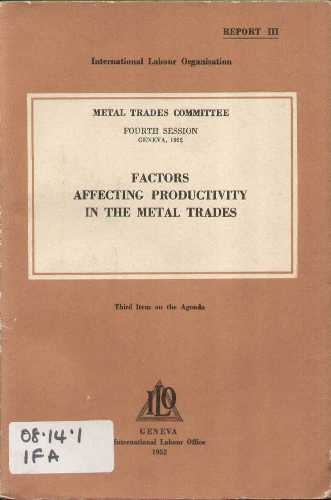 REPORT III
International Labour Organisation
METAL TRADES COMMITTEE
FOURTH SESSION
GENEVA, 1952
FACTORS
AFFECTING PRODUCTIVITY
IN THE METAL TRADES
Third Item on the Agenda
ILO
GENEVA
International Labour Office
1952
08.14.1
IFA